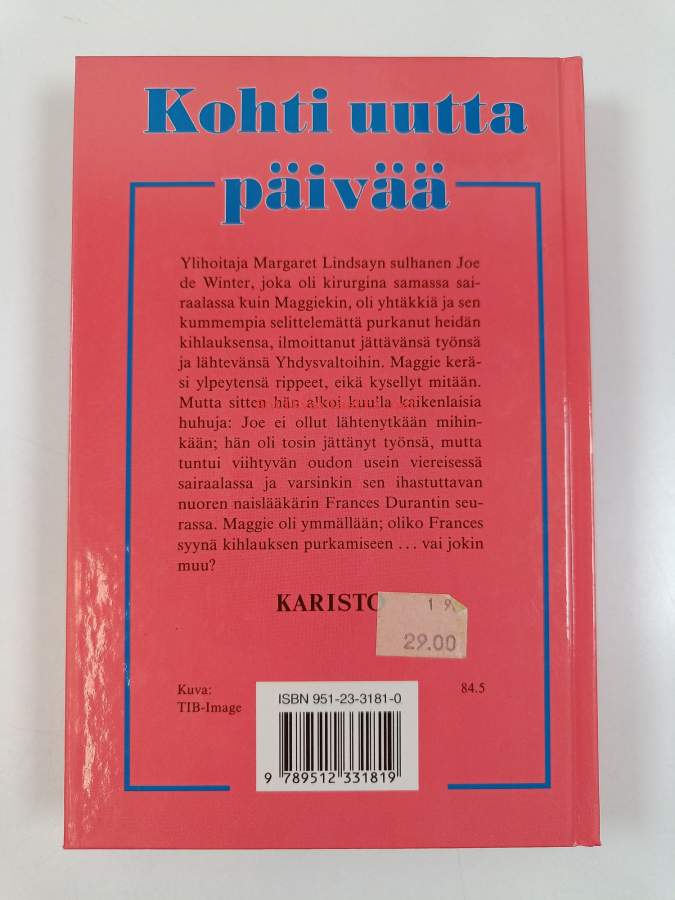 Kohti uutta
päivää
Ylihoitaja Margaret Lindsayn sulhanen Joe
de Winter, joka oli kirurgina samassa sai-
raalassa kuin Maggiekin, oli yhtäkkiä ja sen
kummempia selittelemättä purkanut heidän
kihlauksensa, ilmoittanut jättävänsä työnsä
ja lähtevänsä Yhdysvaltoihin. Maggie kerä-
si ylpeytensä rippeet, eikä kysellyt mitään.
Mutta sitten hän alkoi kuulla kaikenlaisia
huhuja: Joe ei ollut lähtenytkään mihin-
kään; hän oli tosin jättänyt työnsä, mutta
tuntui viihtyvän oudon usein viereisessä
sairaalassa ja varsinkin sen ihastuttavan
nuoren naislääkärin Frances Durantin seu-
rassa. Maggie oli ymmällään; oliko Frances
syynä kihlauksen purkamiseen ... vai jokin
muu?
KARISTO
29.00
Kuva:
TIB-Image
ISBN 951-23-3181-0
84.5
9 789512 331819